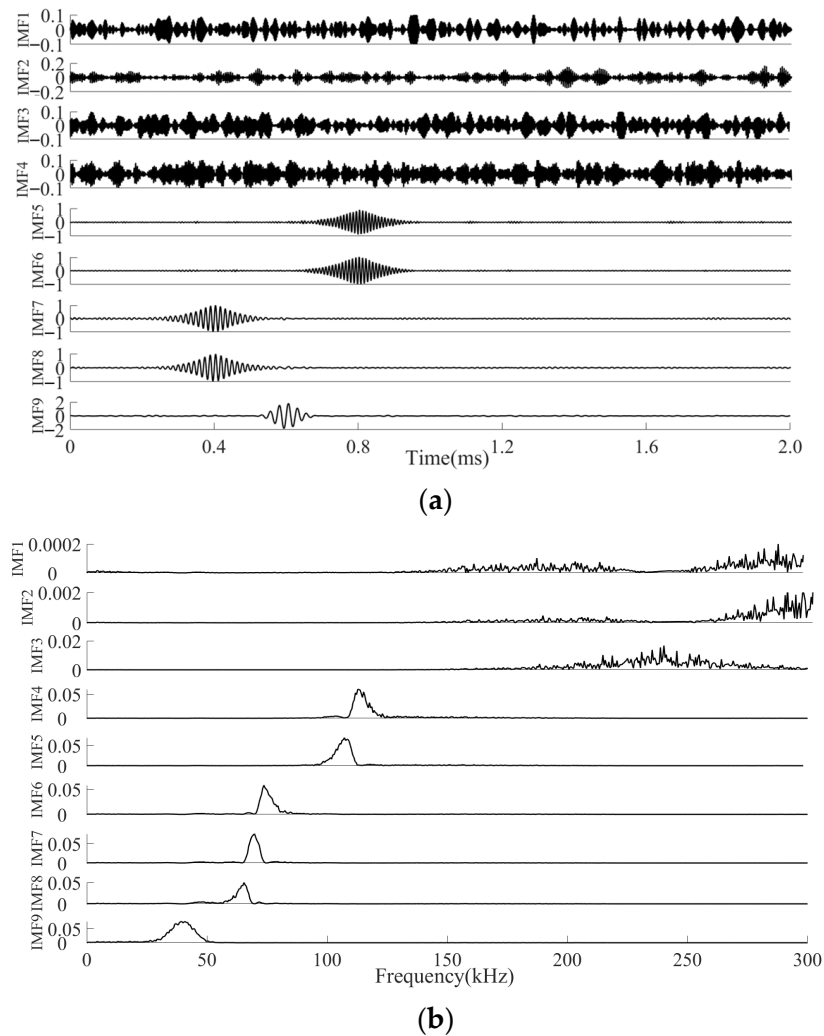 IMF1 0.1 0 −0.1
IMF2 0.2 0 −0.2
IMF3 0.1 0 −0.1
IMF4 0.1 0 −0.1
IMF5 1 0 −1
IMF6 1 0 −1
IMF7 1 0 −1
IMF8 1 0 −1
IMF9 2 0 −2
0 0.4 0.8 1.2 1.6 2.0
Time(ms)
(a)
IMF1 0.0002 0
IMF2 0.002 0
IMF3 0.02 0
IMF4 0.05 0
IMF5 0.05 0
IMF6 0.05 0
IMF7 0.05 0
IMF8 0.05 0
IMF9 0.05 0
0 50 100 150 200 250 300
Frequency(kHz)
(b)